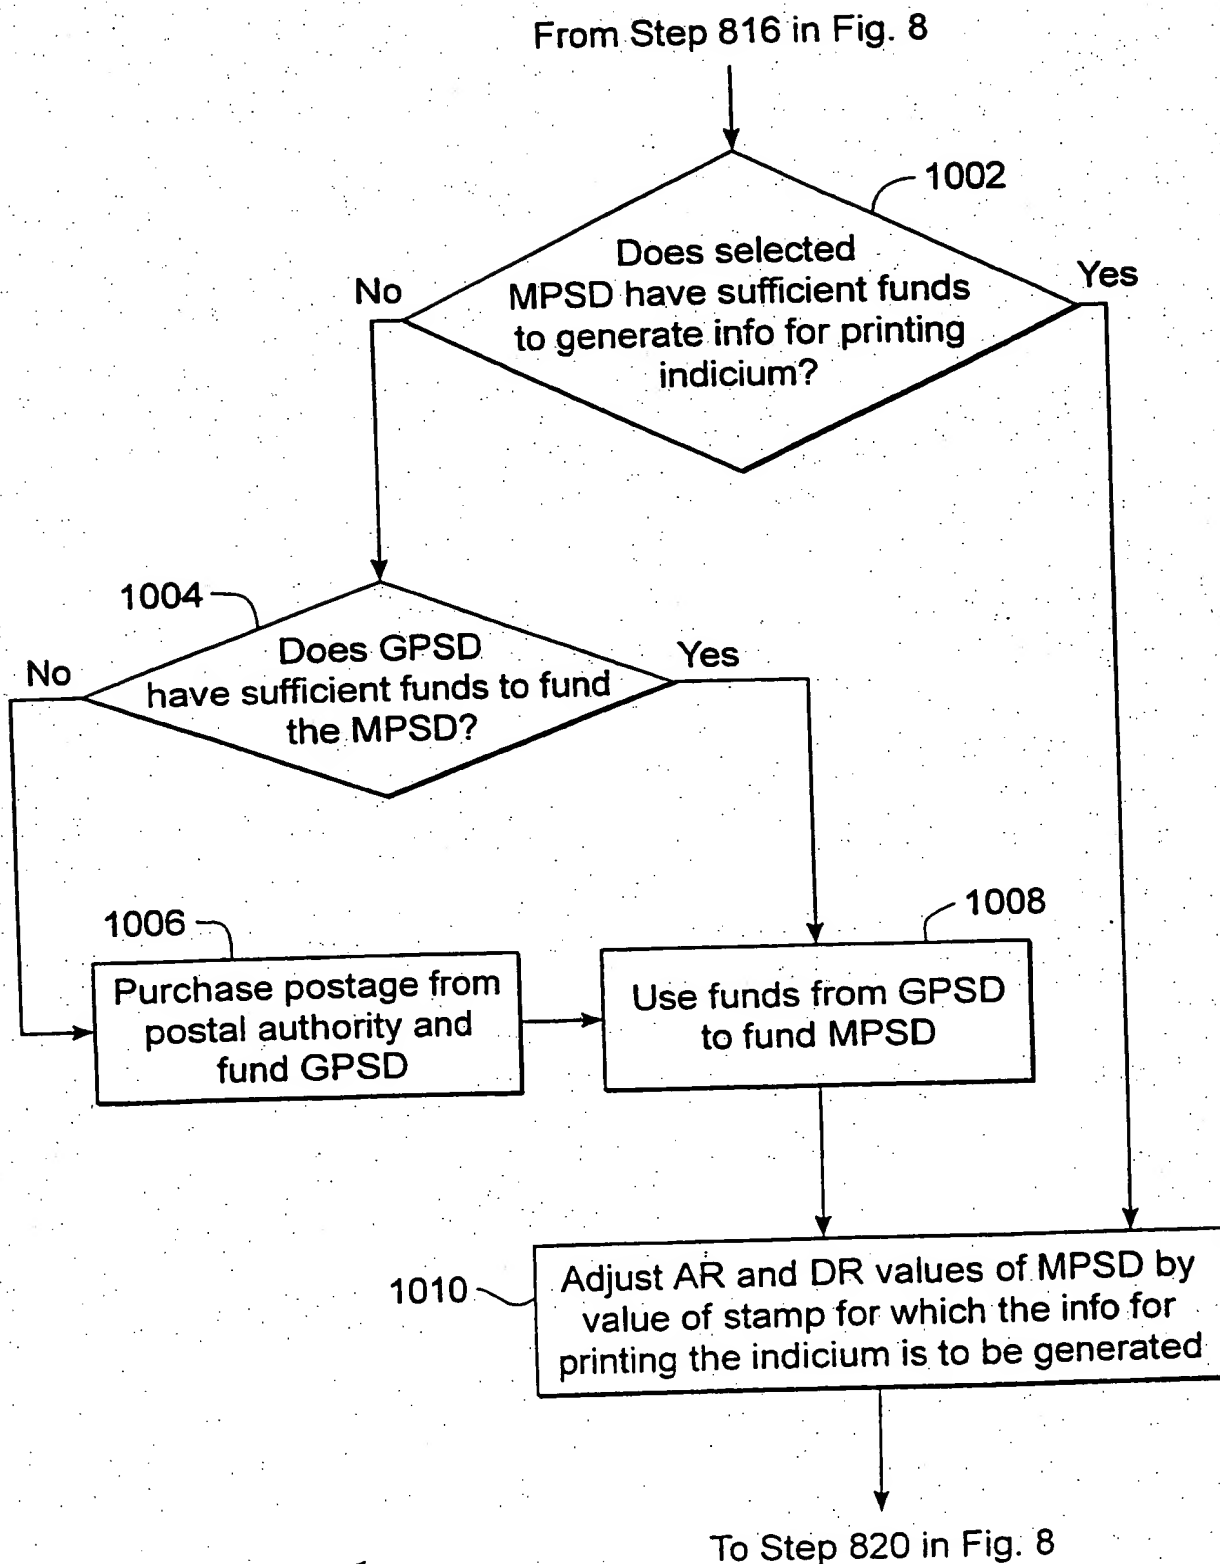 From Step 816 in Fig. 8
1002
Does selected
MPSD have sufficient funds
to generate info for printing
indicium?
No
Yes
1004
Does GPSD
have sufficient funds to fund
the MPSD?
No
Yes
1006
Purchase postage from
postal authority and
fund GPSD
1008
Use funds from GPSD
to fund MPSD
1010
Adjust AR and DR values of MPSD by
value of stamp for which the info for
printing the indicium is to be generated
To Step 820 in Fig. 8